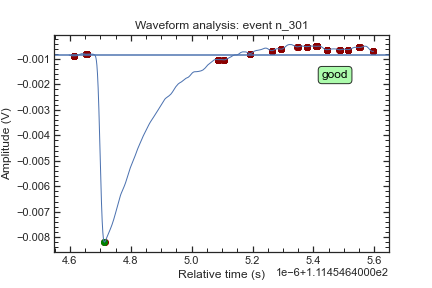 Waveform analysis: event n_301
Amplitude (V)
−0.001
−0.002
−0.003
−0.004
−0.005
−0.006
−0.007
−0.008
good
4.6 4.8 5.0 5.2 5.4 5.6
Relative time (s)
1e−6+1.1145464000e2